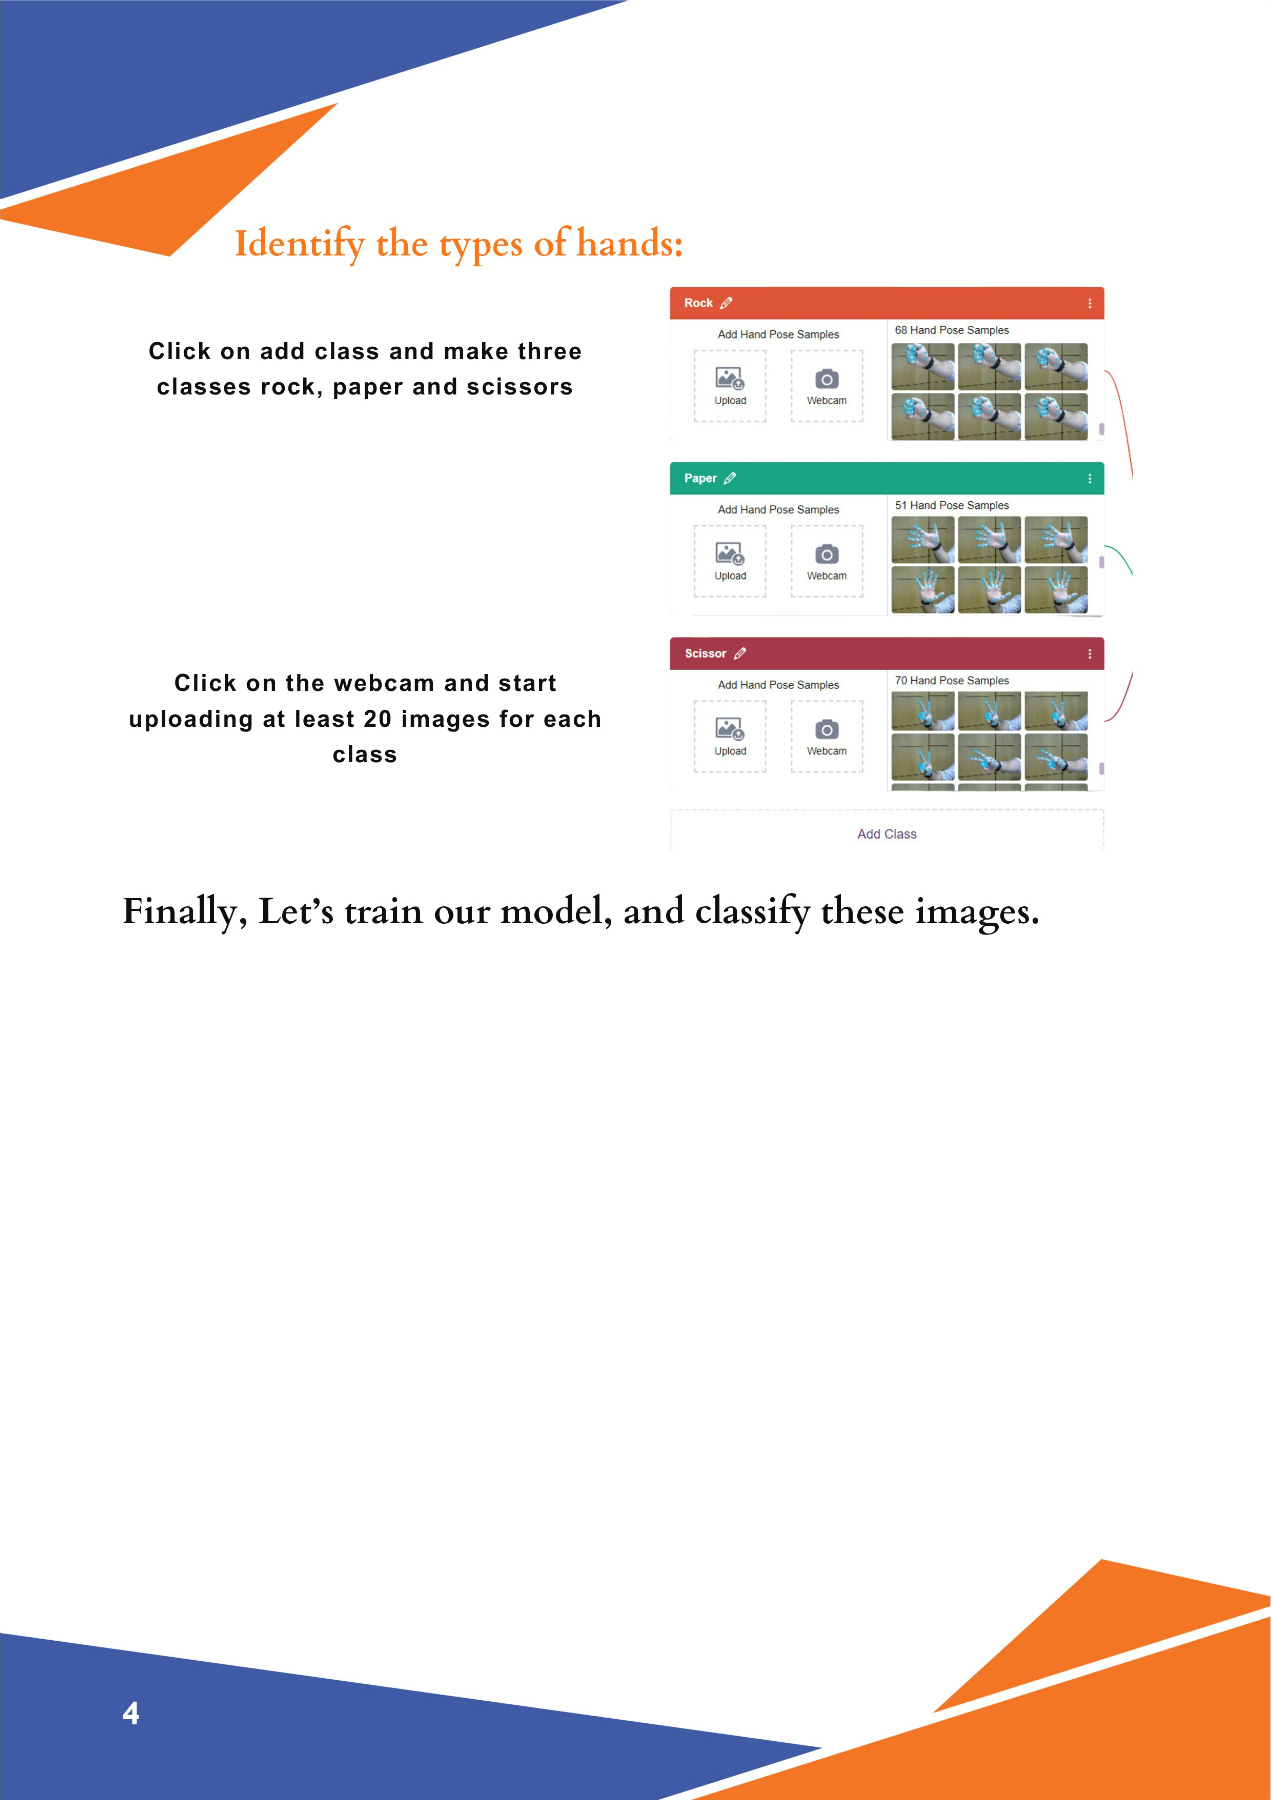 Identify the types of hands:
Click on add class and make three
classes rock, paper and scissors
Rock
Add Hand Pose Samples
68 Hand Pose Samples
Upload
Webcam
Paper
Add Hand Pose Samples
51 Hand Pose Samples
Upload
Webcam
Click on the webcam and start
uploading at least 20 images for each
class
Scissor
Add Hand Pose Samples
70 Hand Pose Samples
Upload
Webcam
Add Class
Finally, Let's train our model, and classify these images.
4